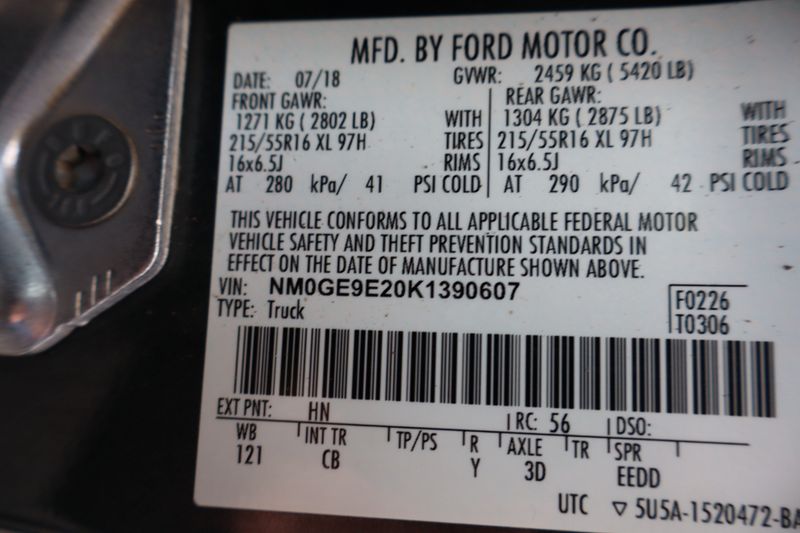 MFD. BY FORD MOTOR CO.
DATE: 07/18 GVWR: 2459 KG ( 5420 LB)
FRONT GAWR: REAR GAWR:
1271 KG ( 2802 LB) WITH 1304 KG ( 2875 LB) WITH
215/55R16 XL 97H TIRES 215/55R16 XL 97H TIRES
16x6.5J RIMS 16x6.5J RIMS
AT 280 kPa/ 41 PSI COLD AT 290 kPa/ 42 PSI COLD
THIS VEHICLE CONFORMS TO ALL APPLICABLE FEDERAL MOTOR
VEHICLE SAFETY AND THEFT PREVENTION STANDARDS IN
EFFECT ON THE DATE OF MANUFACTURE SHOWN ABOVE.
VIN: NM0GE9E20K1390607 F0226
TYPE: Truck T0306
EXT PNT: HN RC: 56 DSO:
WB INT TR TP/PS R AXLE TR SPR
121 CB Y 3D EEDD
UTC ▽ 5U5A-1520472-BA